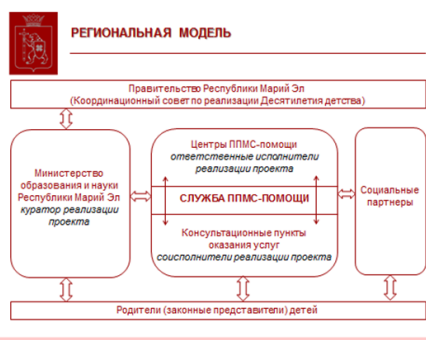 РЕГИОНАЛЬНАЯ МОДЕЛЬ
Правительство Республики Марий Эл
(Координационный совет по реализации Десятилетия детства)
Министерство
образования и науки
Республики Марий Эл
куратор реализации
проекта
Центры ППМС-помощи
ответственные исполнители
реализации проекта
СЛУЖБА ППМС-ПОМОЩИ
Консультационные пункты
оказания услуг
соисполнители реализации проекта
Социальные
партнеры
Родители (законные представители) детей